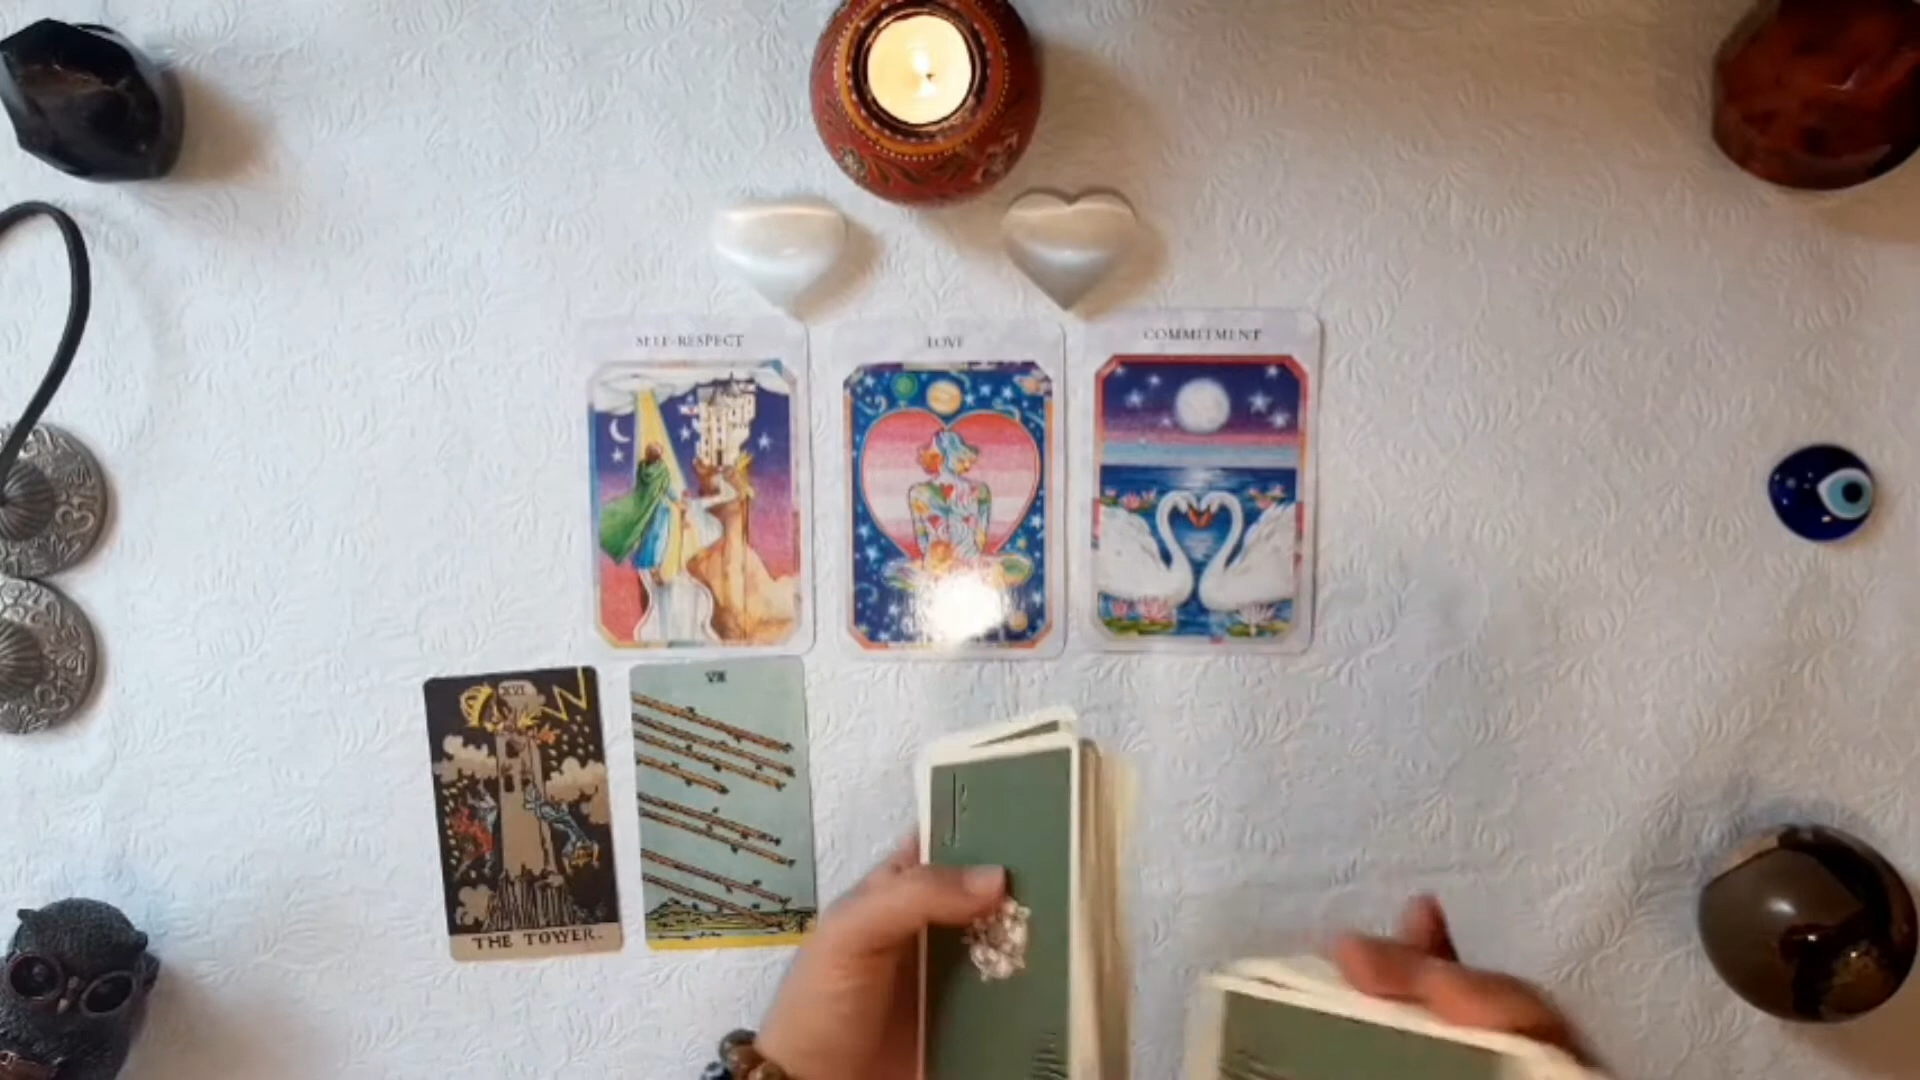 SELF-RESPECT
LOVE
COMMITMENT
XVI
VIII
THE TOWER.